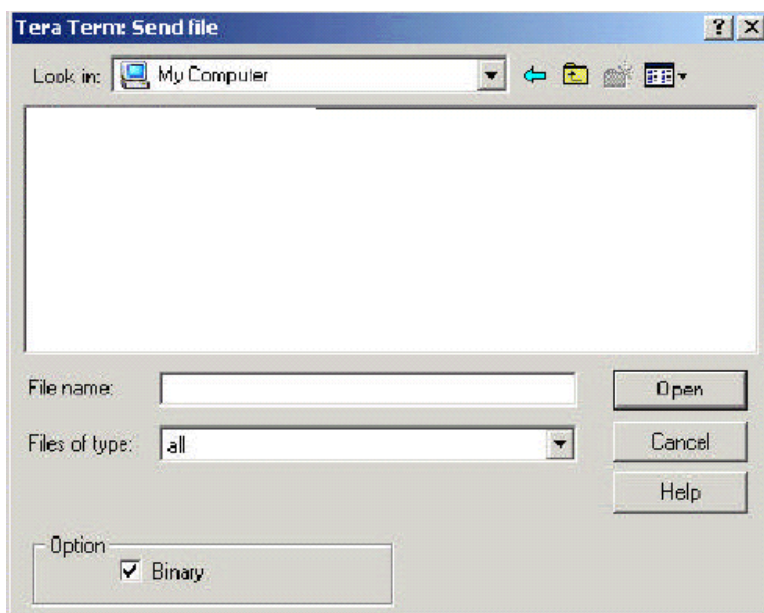 Tera Term: Send file
Look in: My Computer
File name:
Open
Files of type: all
Cancel
Help
Option
Binary